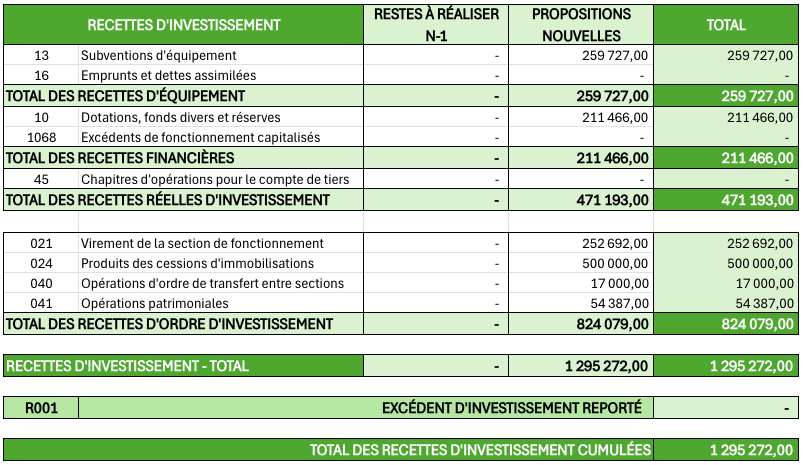 RECETTES D'INVESTISSEMENT RESTES À RÉALISER N-1 PROPOSITIONS NOUVELLES TOTAL
13 Subventions d'équipement - 259 727,00 259 727,00
16 Emprunts et dettes assimilées - - -
TOTAL DES RECETTES D'ÉQUIPEMENT - 259 727,00 259 727,00
10 Dotations, fonds divers et réserves - 211 466,00 211 466,00
1068 Excédents de fonctionnement capitalisés - - -
TOTAL DES RECETTES FINANCIÈRES - 211 466,00 211 466,00
45 Chapitres d'opérations pour le compte de tiers - - -
TOTAL DES RECETTES RÉELLES D'INVESTISSEMENT - 471 193,00 471 193,00
021 Virement de la section de fonctionnement - 252 692,00 252 692,00
024 Produits des cessions d'immobilisations - 500 000,00 500 000,00
040 Opérations d'ordre de transfert entre sections - 17 000,00 17 000,00
041 Opérations patrimoniales - 54 387,00 54 387,00
TOTAL DES RECETTES D'ORDRE D'INVESTISSEMENT - 824 079,00 824 079,00
RECETTES D'INVESTISSEMENT - TOTAL - 1 295 272,00 1 295 272,00
R001 EXCÉDENT D'INVESTISSEMENT REPORTÉ -
TOTAL DES RECETTES D'INVESTISSEMENT CUMULÉES 1 295 272,00